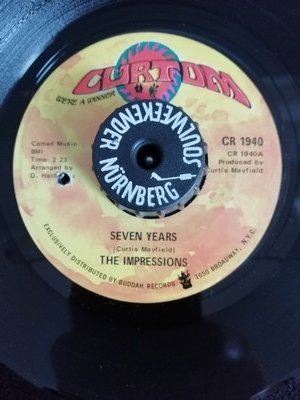 CURTOM
WE'RE A WINNER
SOULWEEKENDER NÜRNBERG
Camad Music
BMI
Time: 2:23
Arranged by
D. Hath
CR 1940
CR 1940A
Produced by
Curtis Mayfield
SEVEN YEARS
(Curtis Mayfield)
THE IMPRESSIONS
EXCLUSIVELY DISTRIBUTED BY BUDDAH RECORDS 1650 BROADWAY, N.Y.C.